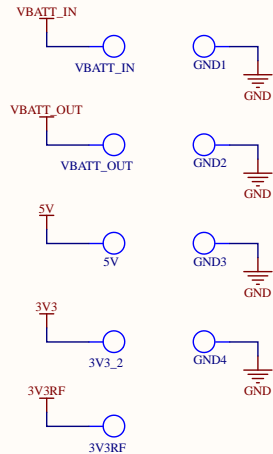 VBATT_IN
VBATT_IN
GND1
GND
VBATT_OUT
VBATT_OUT
GND2
GND
5V
5V
GND3
GND
3V3
3V3_2
GND4
GND
3V3RF
3V3RF